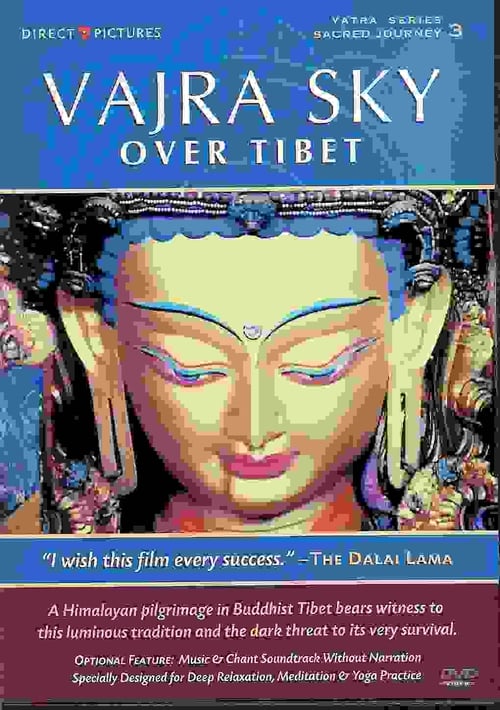 DIRECT PICTURES
YATRA SERIES
SACRED JOURNEY 3
VAJRA SKY
OVER TIBET
"I wish this film every success." –THE DALAI LAMA
A Himalayan pilgrimage in Buddhist Tibet bears witness to
this luminous tradition and the dark threat to its very survival.
OPTIONAL FEATURE: Music & Chant Soundtrack Without Narration
Specially Designed for Deep Relaxation, Meditation & Yoga Practice
DVD
VIDEO